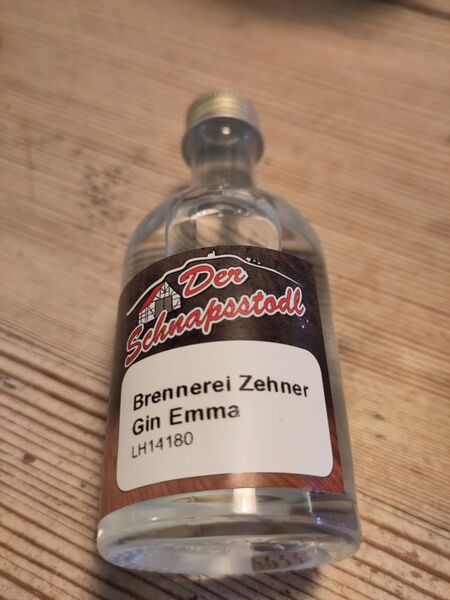 Der
Schnapsstodl
Brennerei Zehner
Gin Emma
LH14180